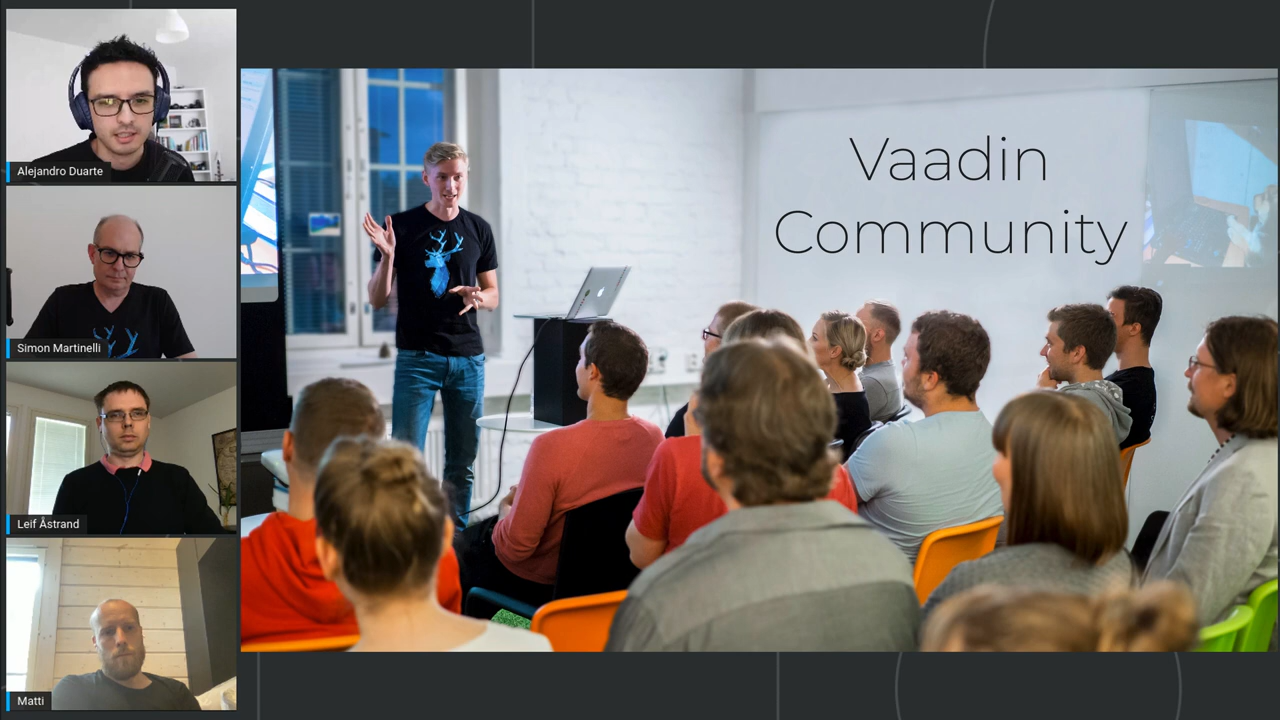 Alejandro Duarte
Simon Martinelli
Leif Åstrand
Matti
Vaadin
Community